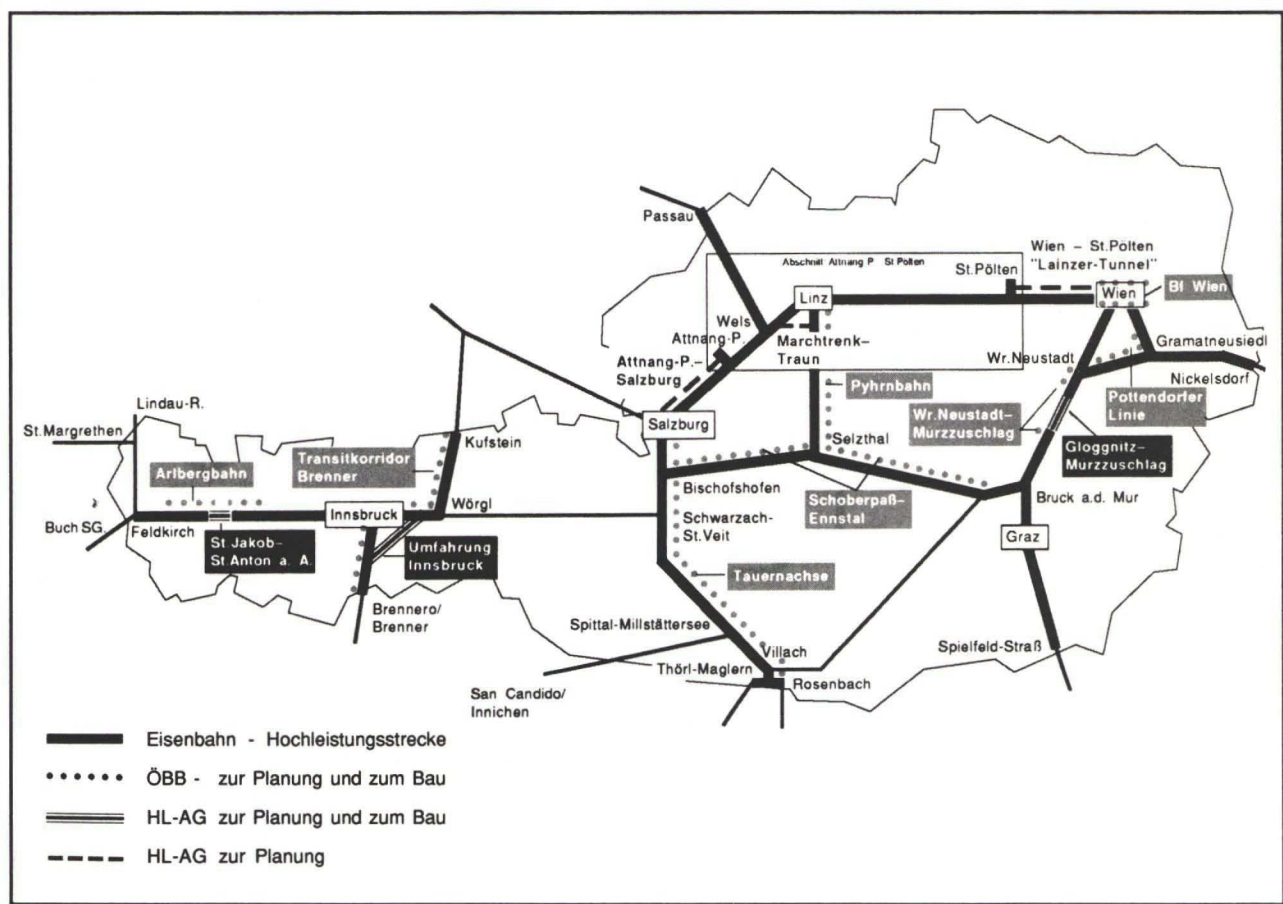 Passau
Abschnitt Attnang P St Pölten
Wien – St.Pölten
"Lainzer-Tunnel"
St.Pölten
Linz
Wien
Bf Wien
Wels
Attnang-P.
Marchtrenk-
Traun
Attnang-P.–
Salzburg
Wr.Neustadt
Gramatneusiedl
Nickelsdorf
Pyhrnbahn
Pottendorfer
Linie
Wr.Neustadt–
Murzzuschlag
Gloggnitz–
Murzzuschlag
Lindau-R.
St.Margrethen
Salzburg
Selzthal
Kufstein
Transitkorridor
Brenner
Arlbergbahn
Bischofshofen
Schoberpaß–
Ennstal
Bruck a.d. Mur
Wörgl
Innsbruck
Feldkirch
Buch SG.
Schwarzach-
St.Veit
Graz
St Jakob–
St.Anton a. A.
Umfahrung
Innsbruck
Tauernachse
Brennero/
Brenner
Spittal-Millstättersee
Villach
Spielfeld-Straß
Thörl-Maglern
Rosenbach
San Candido/
Innichen
Eisenbahn - Hochleistungsstrecke
ÖBB - zur Planung und zum Bau
HL-AG zur Planung und zum Bau
HL-AG zur Planung